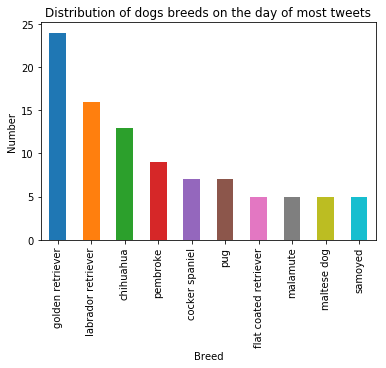 Distribution of dogs breeds on the day of most tweets
25
20
15
10
5
0
Number
golden retriever
labrador retriever
chihuahua
pembroke
cocker spaniel
pug
flat coated retriever
malamute
maltese dog
samoyed
Breed